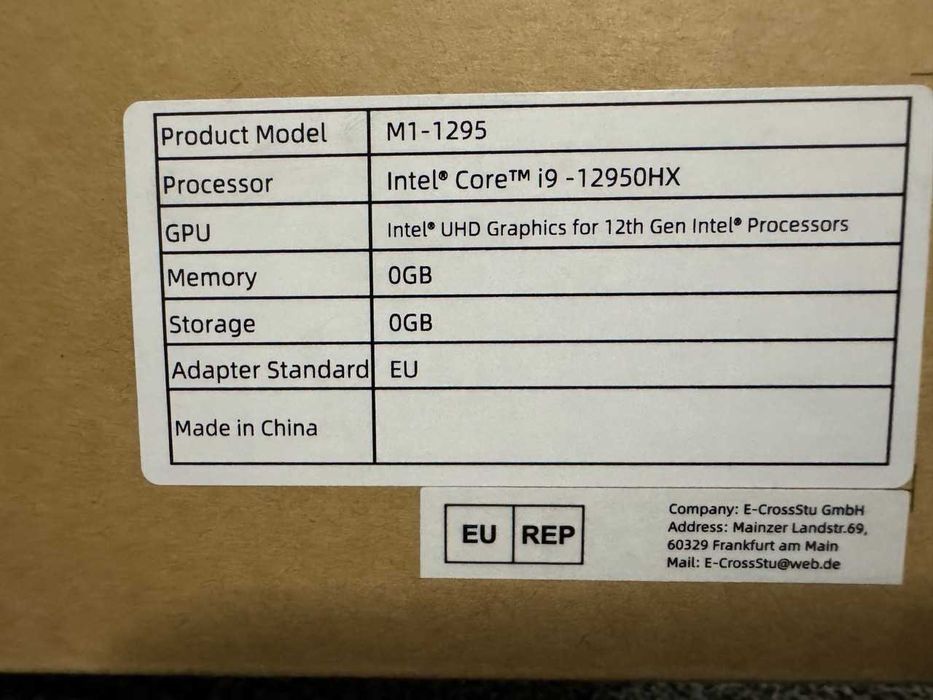 Product Model M1-1295
Processor Intel® Core™ i9 -12950HX
GPU Intel® UHD Graphics for 12th Gen Intel® Processors
Memory 0GB
Storage 0GB
Adapter Standard EU
Made in China
EU REP
Company: E-CrossStu GmbH
Address: Mainzer Landstr.69,
60329 Frankfurt am Main
Mail: E-CrossStu@web.de